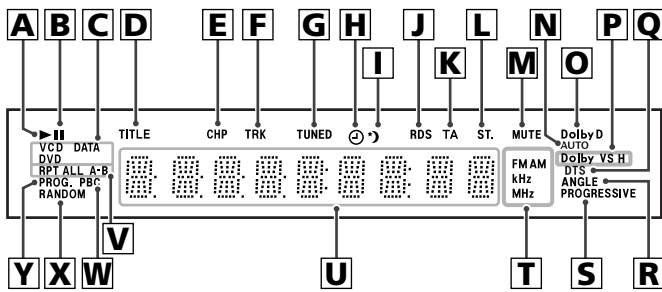 A B C D E F G H I J K L M N O P Q
TITLE CHP TRK TUNED RDS TA ST. MUTE Dolby D
AUTO
VCD DATA
DVD
Dolby VS H
RPT ALL A-B
DTS
PROG. PBC
ANGLE
RANDOM
PROGRESSIVE
FM AM
kHz
MHz
Y X W V U T S R